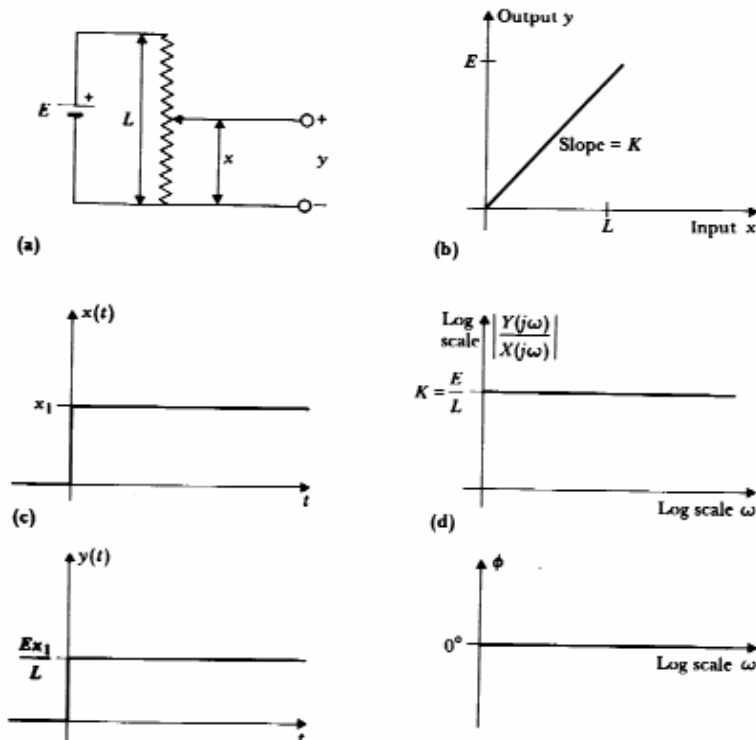 E
+
L
x
+
y
−
(a)
Output y
E
Slope = K
L
Input x
(b)
x(t)
x₁
t
(c)
Log
scale
|Y(jω)/X(jω)|
K = E/L
Log scale ω
(d)
y(t)
Ex₁/L
t
ϕ
0°
Log scale ω